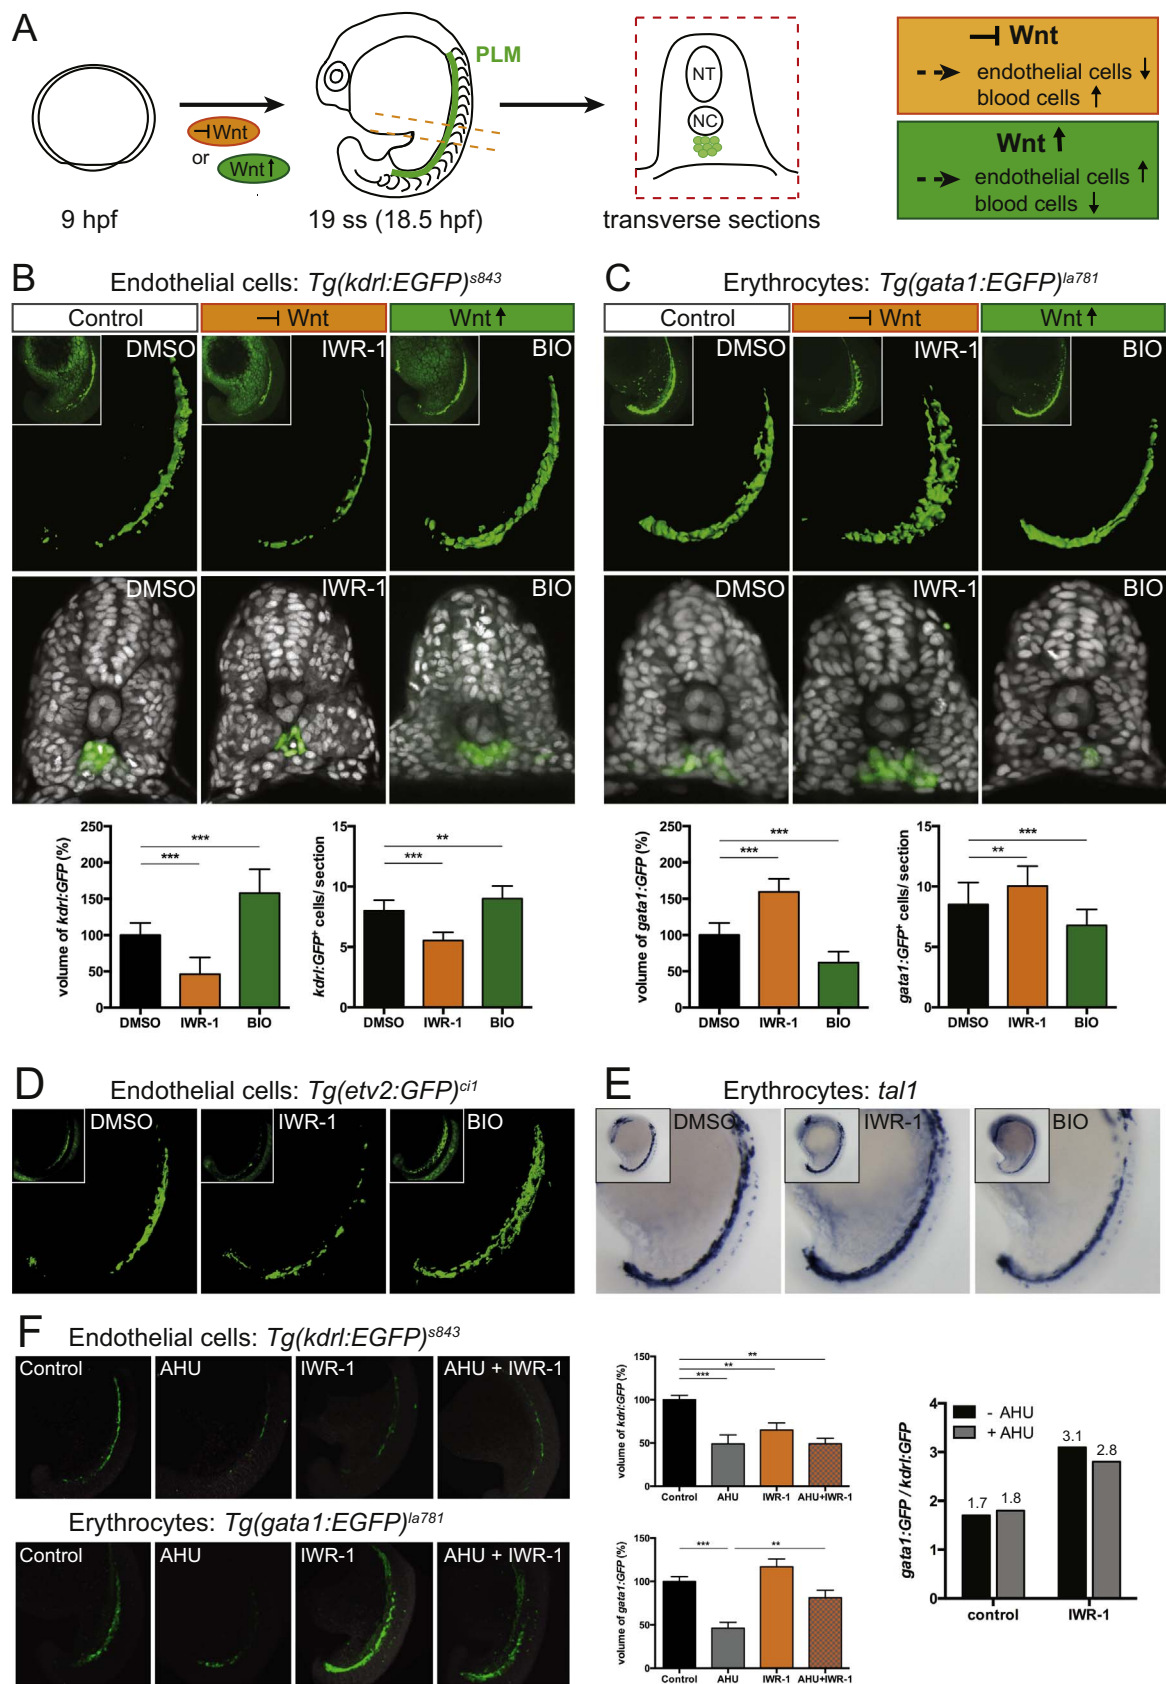 A
PLM
⊣Wnt
or
Wnt↑
9 hpf
19 ss (18.5 hpf)
NT
NC
transverse sections
⊣ Wnt
endothelial cells ↓
blood cells ↑
Wnt ↑
endothelial cells ↑
blood cells ↓
B
Endothelial cells: Tg(kdrl:EGFP)s843
Control
⊣ Wnt
Wnt↑
DMSO
IWR-1
BIO
DMSO
IWR-1
BIO
volume of kdrl:GFP (%)
250
200
150
100
50
0
***
***
DMSO
IWR-1
BIO
kdrl:GFP+ cells/ section
15
10
5
0
**
***
DMSO
IWR-1
BIO
C
Erythrocytes: Tg(gata1:EGFP)la781
Control
⊣ Wnt
Wnt↑
DMSO
IWR-1
BIO
DMSO
IWR-1
BIO
volume of gata1:GFP (%)
250
200
150
100
50
0
***
***
DMSO
IWR-1
BIO
gata1:GFP+ cells/ section
15
10
5
0
***
**
DMSO
IWR-1
BIO
D
Endothelial cells: Tg(etv2:GFP)ci1
DMSO
IWR-1
BIO
E
Erythrocytes: tal1
DMSO
IWR-1
BIO
F
Endothelial cells: Tg(kdrl:EGFP)s843
Control
AHU
IWR-1
AHU + IWR-1
Erythrocytes: Tg(gata1:EGFP)la781
Control
AHU
IWR-1
AHU + IWR-1
volume of kdrl:GFP (%)
150
100
50
0
**
**
***
Control
AHU
IWR-1
AHU+IWR-1
volume of gata1:GFP (%)
150
100
50
0
***
**
Control
AHU
IWR-1
AHU+IWR-1
gata1:GFP / kdrl:GFP
4
3
2
1
0
- AHU
+ AHU
1.7
1.8
3.1
2.8
control
IWR-1